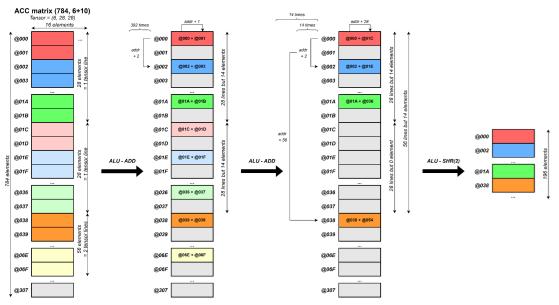 ACC matrix (784, 6+10)
Tensor = (6, 28, 28)
16 elements
784 elements
@000
@001
@002
@003
...
@01A
@01B
@01C
@01D
@01E
@01F
...
@036
@037
@038
@039
...
@06E
@06F
...
@307
...
28 elements
= 1 tensor line
28 elements
= 1 tensor line
56 elements
= 2 tensor lines
ALU - ADD
392 times
addr + 1
addr
+ 2
@000
@001
@002
@003
...
@01A
@01B
@01C
@01D
@01E
@01F
...
@036
@037
@038
@039
...
@06E
@06F
...
@307
@000 + @001
@002 + @003
@01A + @01B
@01C + @01D
@01E + @01F
@036 + @037
@038 + @039
@06E + @06F
28 lines but 14 elements
28 lines but 14 elements
ALU - ADD
14 times
14 times
addr + 28
addr
+ 2
addr
+ 56
@000
@001
@002
@003
...
@01A
@01B
@01C
@01D
@01E
@01F
...
@036
@037
@038
@039
...
@06E
@06F
...
@307
@000 + @01C
@002 + @01E
@01A + @036
@038 + @054
28 lines but 14 elements
28 lines but 0 element
56 lines but 14 elements
ALU - SHR(2)
@000
@002
...
@01A
@038
...
196 elements